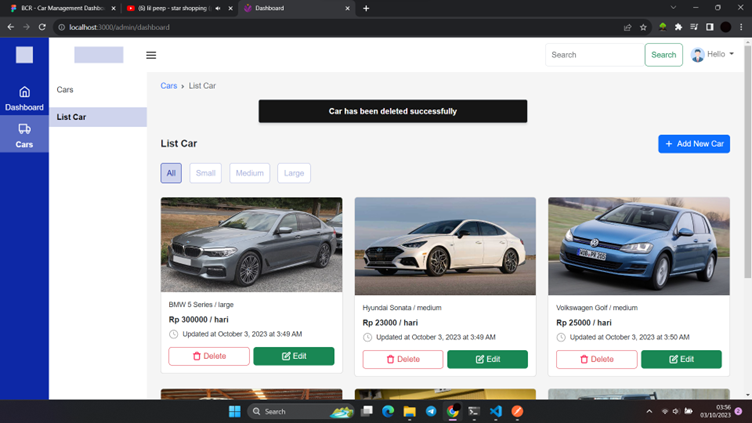 BCR - Car Management Dashb
(5) lil peep - star shopping (
Dashboard
localhost:3000/admin/dashboard
Search
Search
Hello
Dashboard
Cars
Cars
List Car
Cars › List Car
Car has been deleted successfully
List Car
+ Add New Car
All
Small
Medium
Large
BMW 5 Series / large
Rp 300000 / hari
Updated at October 3, 2023 at 3:49 AM
Delete
Edit
Hyundai Sonata / medium
Rp 23000 / hari
Updated at October 3, 2023 at 3:49 AM
Delete
Edit
Volkswagen Golf / medium
Rp 25000 / hari
Updated at October 3, 2023 at 3:50 AM
Delete
Edit
Search
03:56
03/10/2023
2